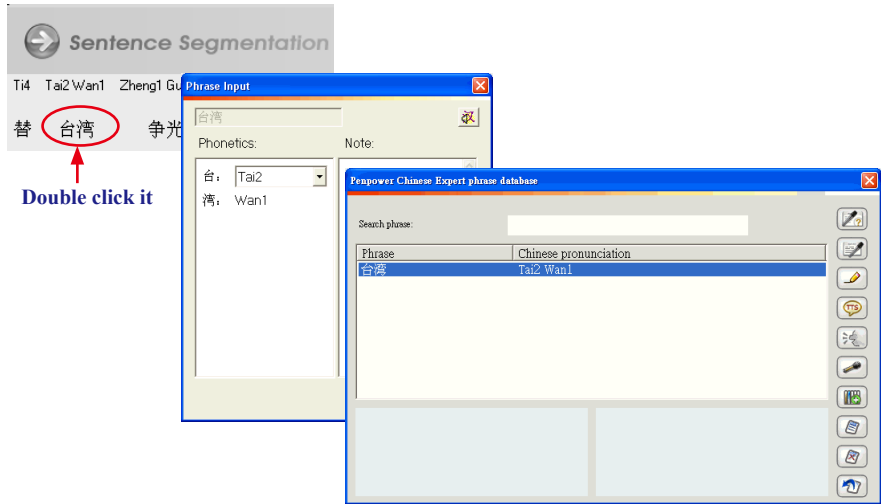 Sentence Segmentation
Ti4 Tai2 Wan1 Zheng1 Gu
替 台湾 争光
Double click it
Phrase Input
台湾
Phonetics: Note:
台: Tai2
湾: Wan1
Penpower Chinese Expert phrase database
Search phrase:
Phrase Chinese pronunciation
台湾 Tai2 Wan1
TTS